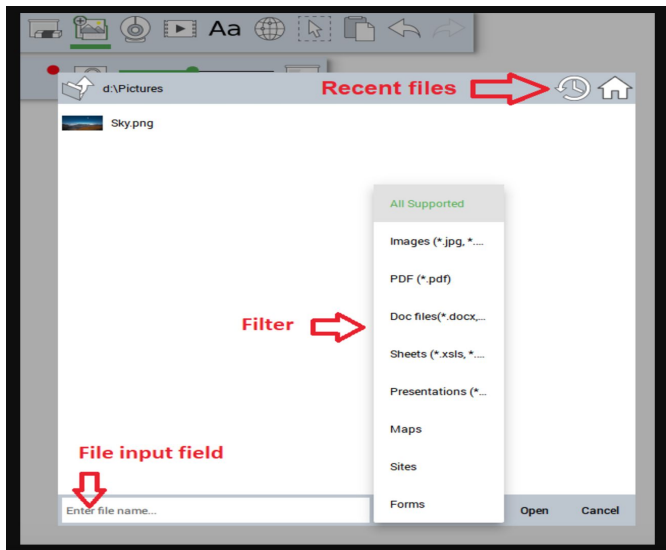 Aa
d:\Pictures
Recent files
Sky.png
All Supported
Images (*.jpg, *....
PDF (*.pdf)
Doc files(*.docx,...
Filter
Sheets (*.xsls, *....
Presentations (*...
Maps
File input field
Sites
Forms
Enter file name...
Open
Cancel